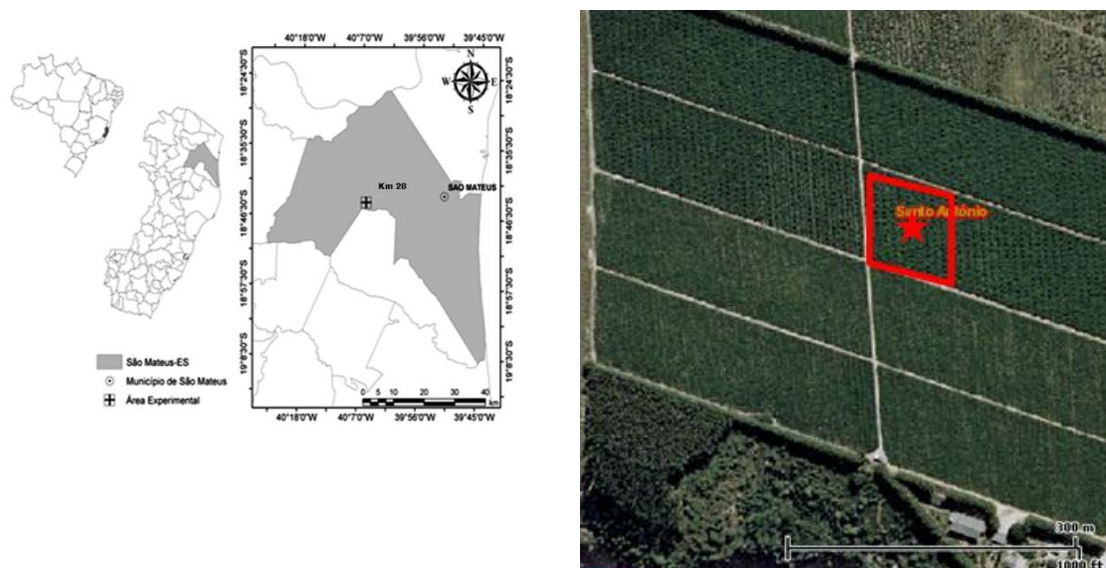 40°18'0"W 40°7'0"W 39°56'0"W 39°45'0"W
N
W E
S
18°24'30"S
18°35'30"S
18°46'30"S
18°57'30"S
19°8'30"S
18°24'30"S
18°35'30"S
18°46'30"S
18°57'30"S
19°8'30"S
Km 28
SAO MATEUS
São Mateus-ES
Município de São Mateus
Área Experimental
0 5 10 20 30 40
km
40°18'0"W 40°7'0"W 39°56'0"W 39°45'0"W
Santo Antônio
300 m
1000 ft